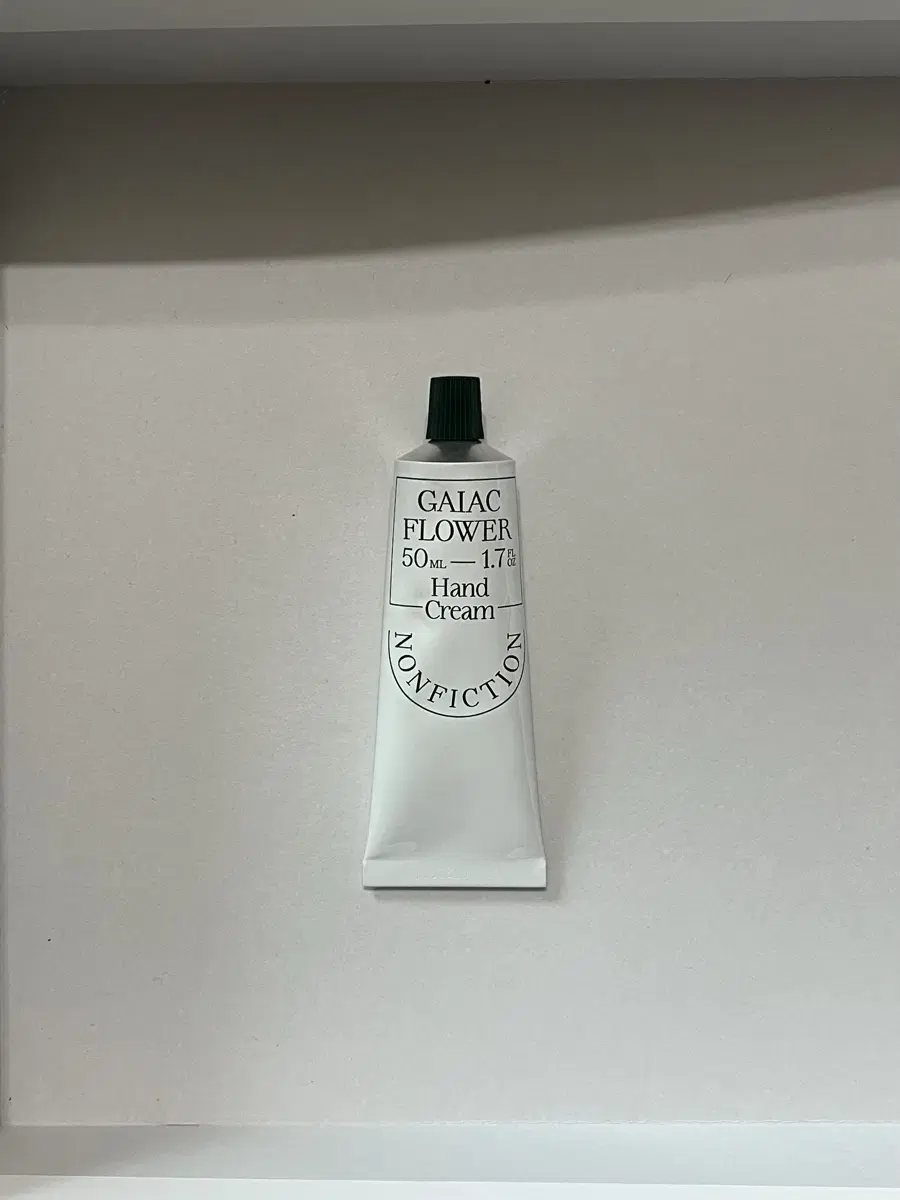 GAIAC
FLOWER
50ML — 1.7 FL OZ
Hand
Cream
NONFICTION